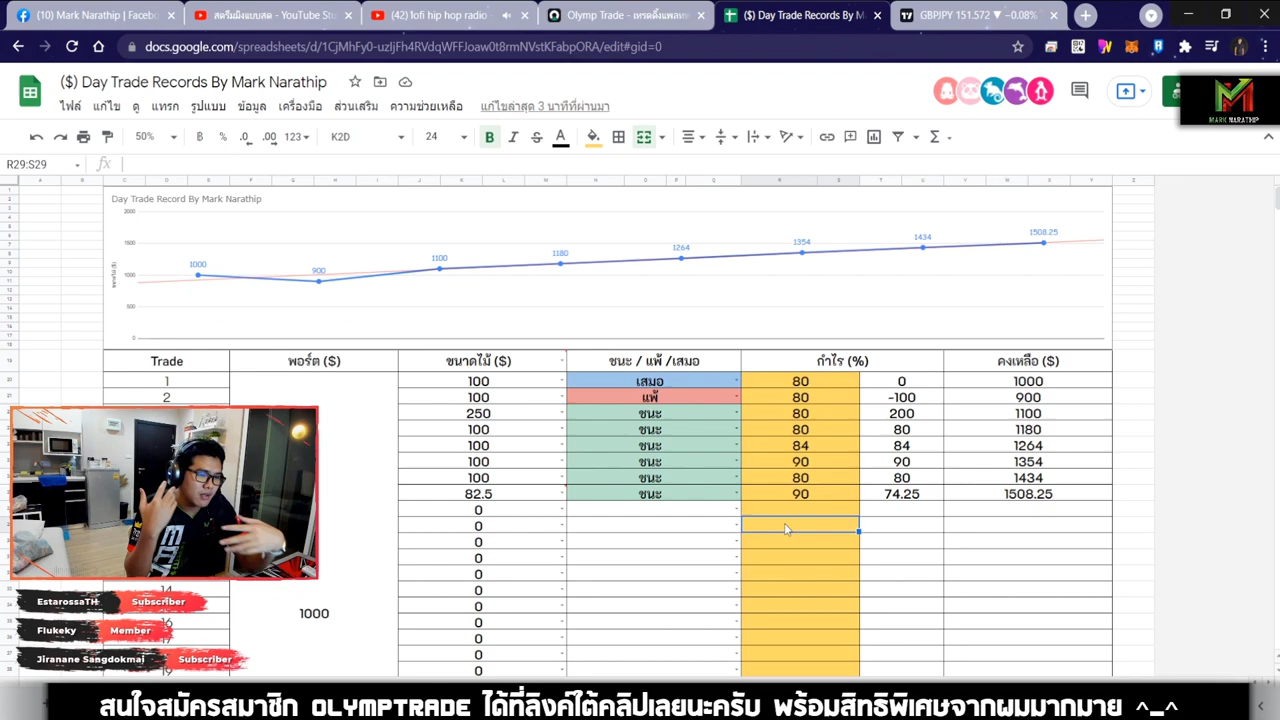 (10) Mark Narathip | Faceb
สตรีมมิงแบบสด - YouTube Stu
(42) lofi hip hop radio -
Olymp Trade - เทรดดิ้งแพลตฟ
($) Day Trade Records By M
GBPJPY 151.572 ▼ −0.08%
docs.google.com/spreadsheets/d/1CjMhFy0-uzIjFh4RVdqWFFJoaw0t8rmNVstKFabpORA/edit#gid=0
($) Day Trade Records By Mark Narathip
ไฟล์ แก้ไข ดู แทรก รูปแบบ ข้อมูล เครื่องมือ ส่วนเสริม ความช่วยเหลือ แก้ไขล่าสุด 3 นาทีที่ผ่านมา
MARK NARATHIP
50% ฿ % .0 .00 123 K2D 24 B I S A
R29:S29 fx
Day Trade Record By Mark Narathip
2000
1500
1000
500
0
1000 900 1100 1180 1264 1354 1434 1508.25
Trade พอร์ต ($) ขนาดไม้ ($) ชนะ / แพ้ /เสมอ กำไร (%) คงเหลือ ($)
1 100 เสมอ 80 0 1000
2 100 แพ้ 80 -100 900
250 ชนะ 80 200 1100
100 ชนะ 80 80 1180
100 ชนะ 84 84 1264
100 ชนะ 90 90 1354
100 ชนะ 80 80 1434
82.5 ชนะ 90 74.25 1508.25
0
0
0
0
0
14 0
0
16 0
17 0
0
19 0
1000
EstarossaTH Subscriber
Flukeky Member
Jiranane Sangdokmai Subscriber
สนใจสมัครสมาชิก OLYMPTRADE ได้ที่ลิงค์ใต้คลิปเลยนะครับ พร้อมสิทธิพิเศษจากผมมากมาย ^_^